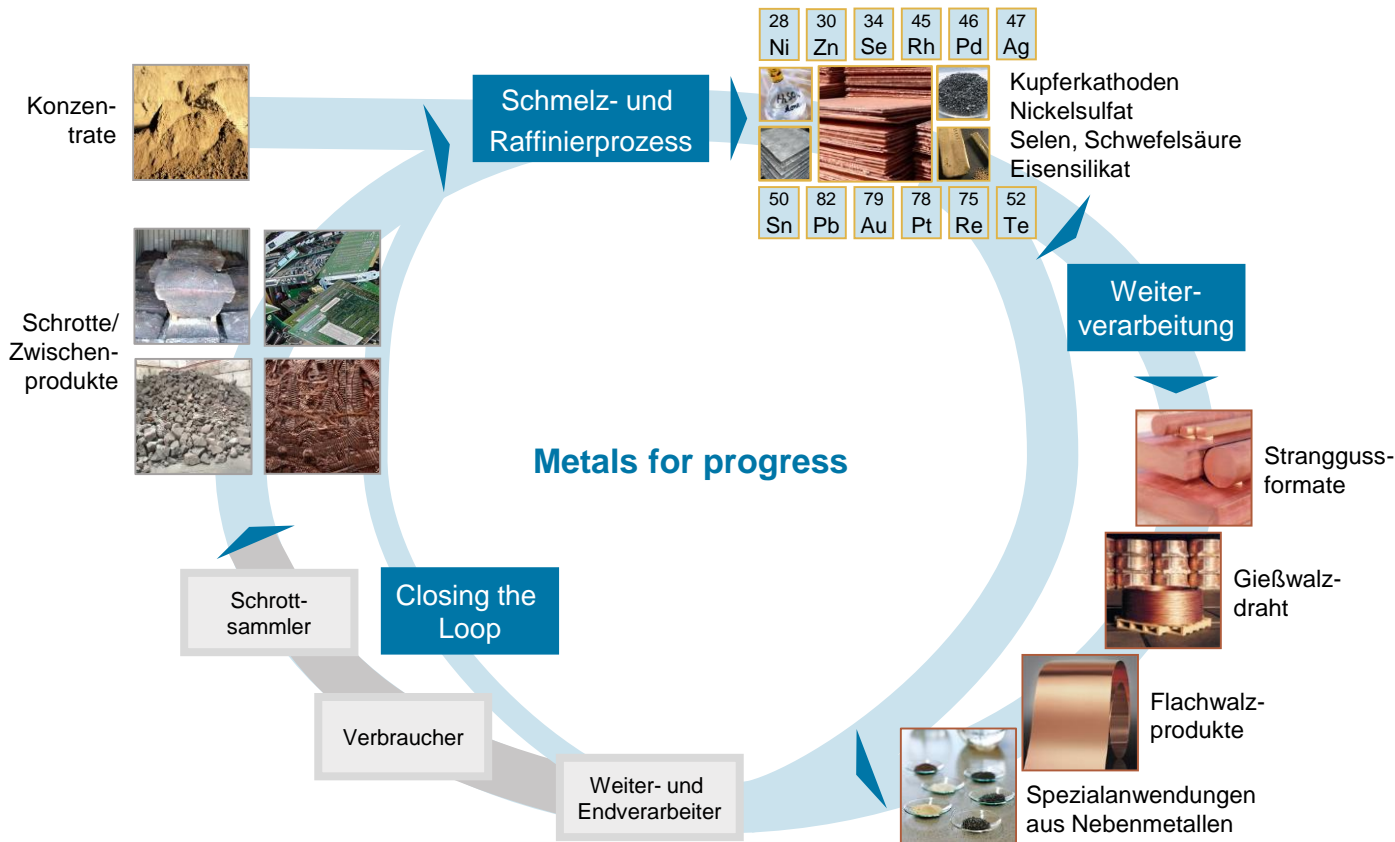 28 30 34 45 46 47
Ni Zn Se Rh Pd Ag
Konzen-
trate
Schmelz- und
Raffinierprozess
Kupferkathoden
Nickelsulfat
Selen, Schwefelsäure
Eisensilikat
50 82 79 78 75 52
Sn Pb Au Pt Re Te
Schrotte/
Zwischen-
produkte
Weiter-
verarbeitung
Metals for progress
Strangguss-
formate
Gießwalz-
draht
Schrott-
sammler
Closing the
Loop
Flachwalz-
produkte
Verbraucher
Weiter- und
Endverarbeiter
Spezialanwendungen
aus Nebenmetallen